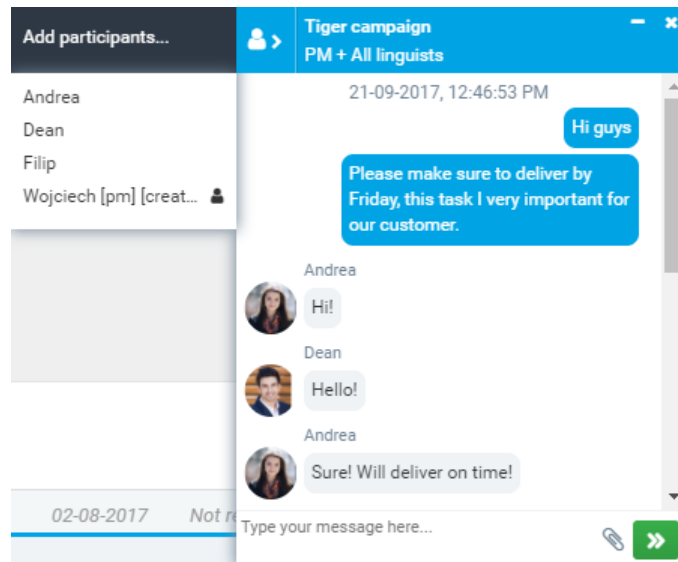 Add participants...
Andrea
Dean
Filip
Wojciech [pm] [creat...
Tiger campaign
PM + All linguists
21-09-2017, 12:46:53 PM
Hi guys
Please make sure to deliver by
Friday, this task I very important for
our customer.
Andrea
Hi!
Dean
Hello!
Andrea
Sure! Will deliver on time!
02-08-2017 Not
Type your message here...